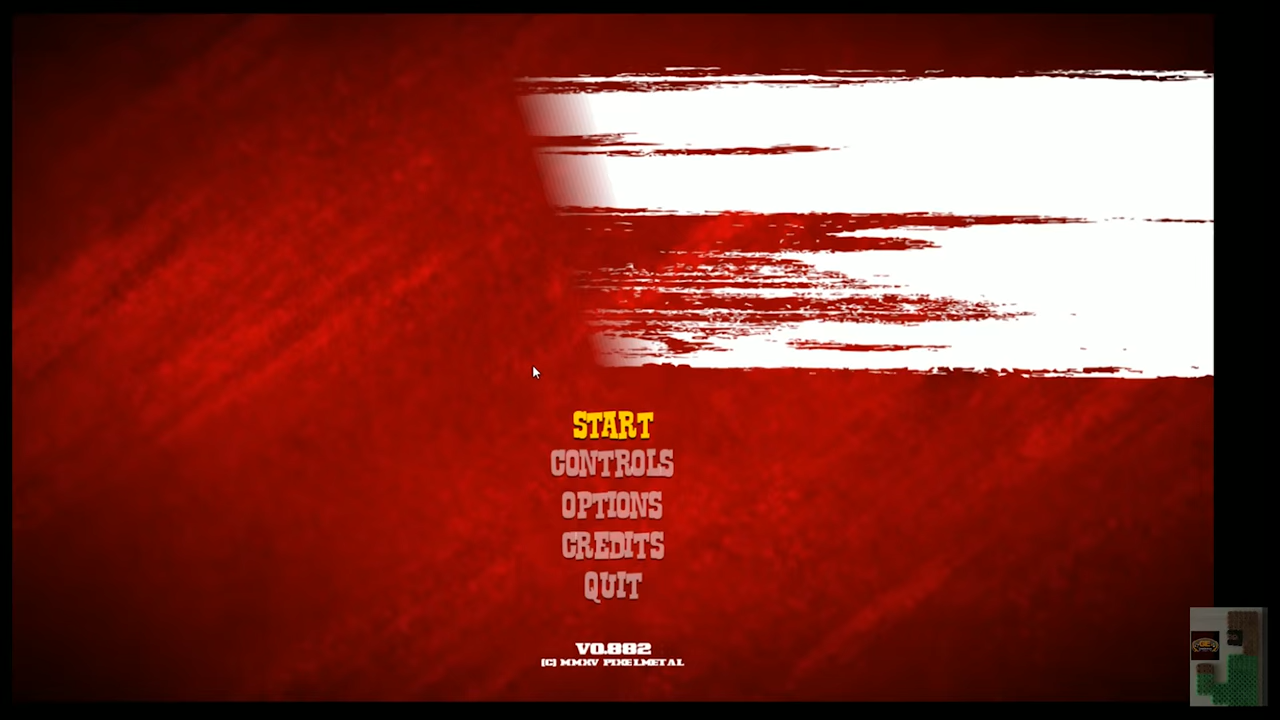 START
CONTROLS
OPTIONS
CREDITS
QUIT
V0.882
(C) MMXV PIXELMETAL